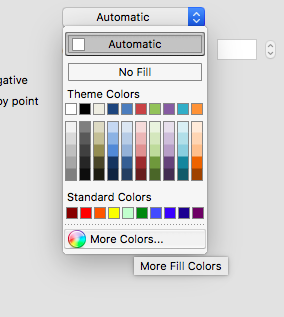 Automatic
Automatic
No Fill
gative
Theme Colors
by point
Standard Colors
More Colors...
More Fill Colors